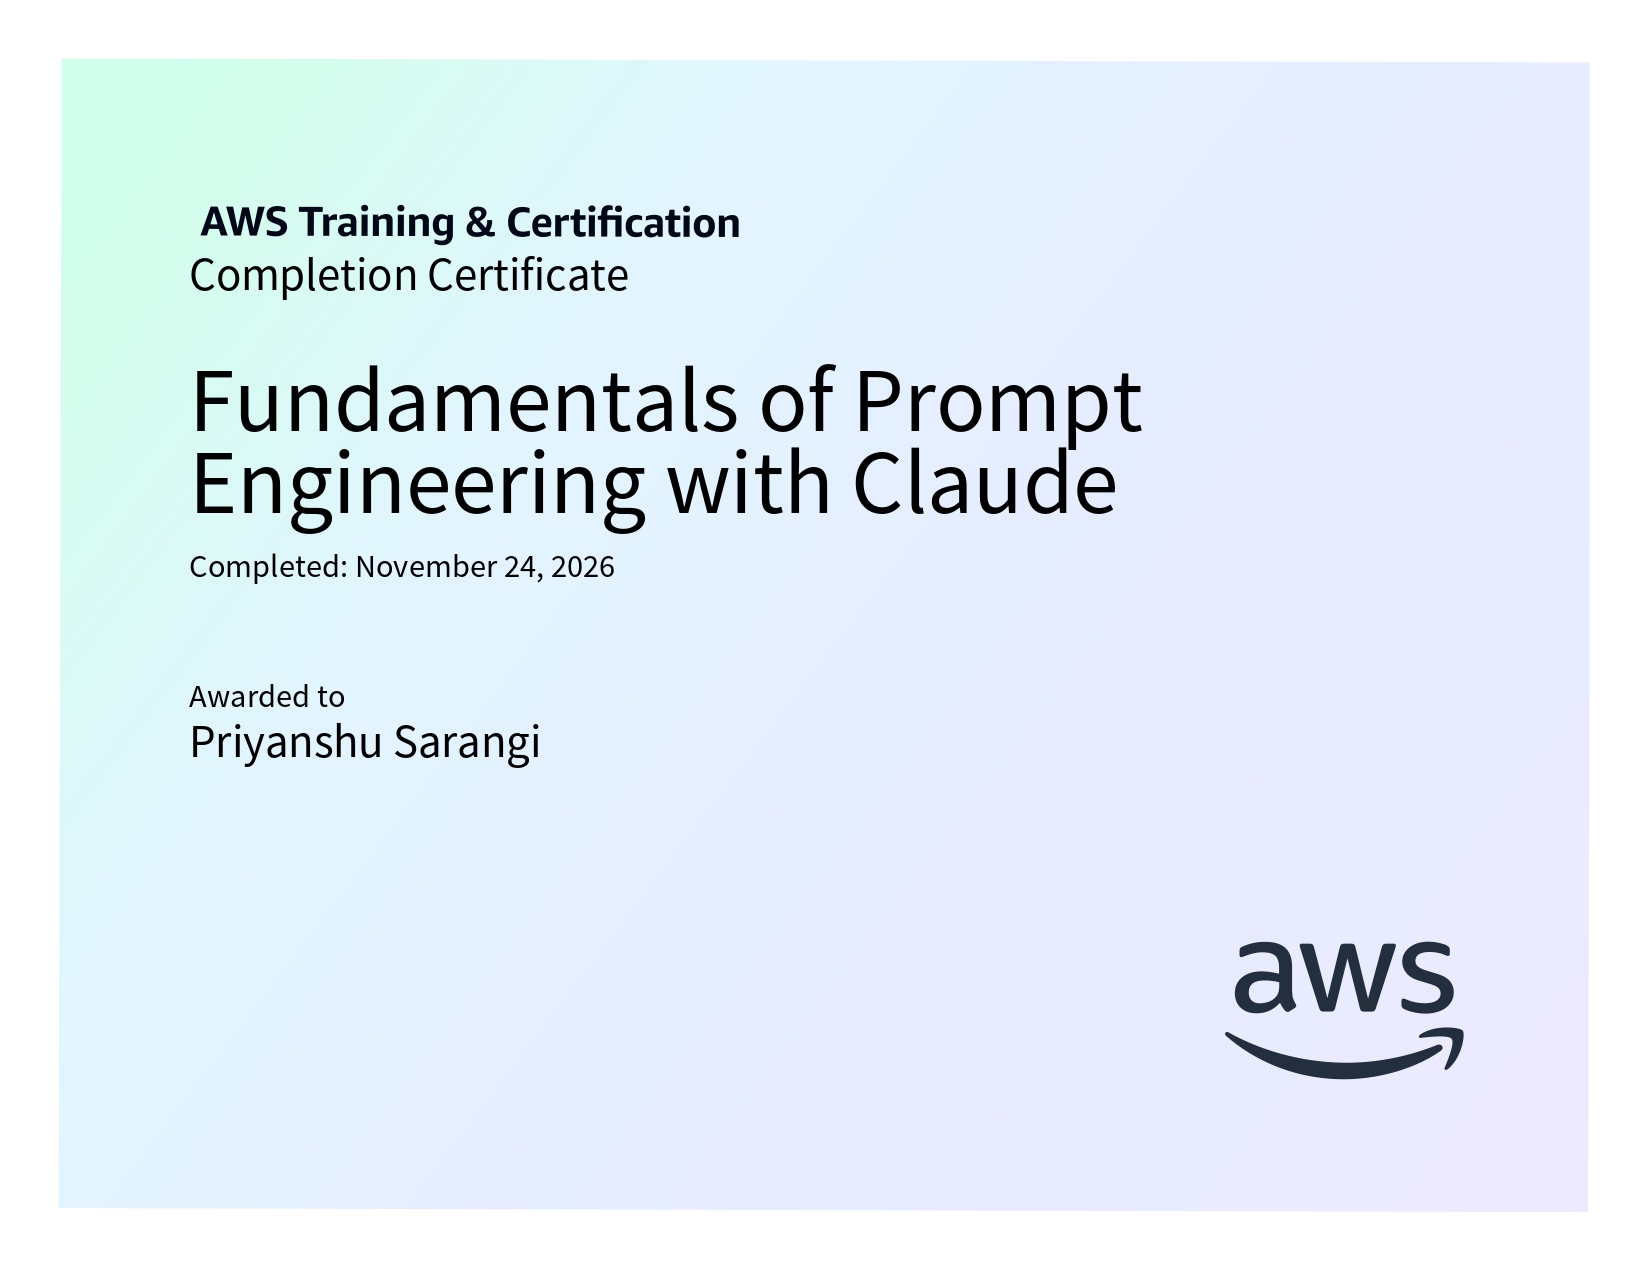 AWS Training & Certification
Completion Certificate
Fundamentals of Prompt
Engineering with Claude
Completed: November 24, 2026
Awarded to
Priyanshu Sarangi
aws